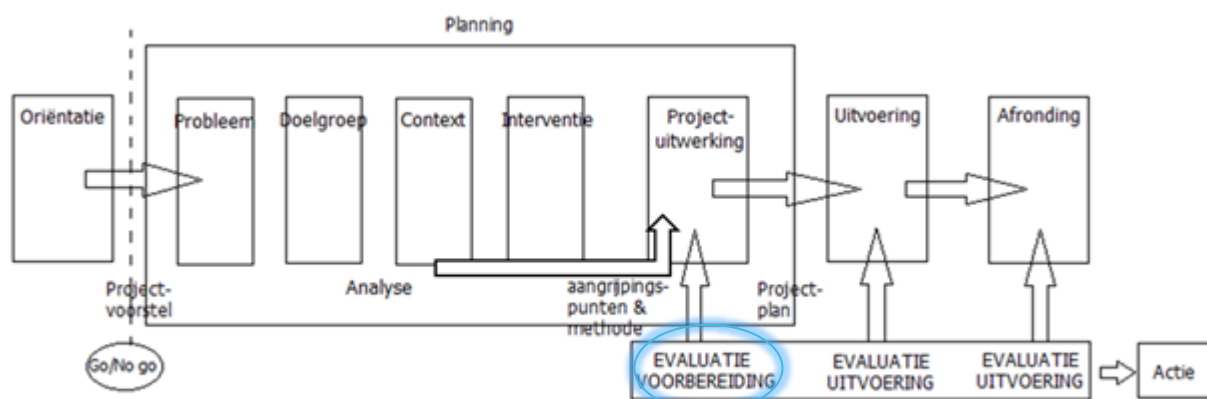 Planning
Oriëntatie
Probleem
Doelgroep
Context
Interventie
Project-
uitwerking
Uitvoering
Afronding
Project-
voorstel
Analyse
aangrijpings-
punten &
methode
Project-
plan
Go/No go
EVALUATIE
VOORBEREIDING
EVALUATIE
UITVOERING
EVALUATIE
UITVOERING
Actie